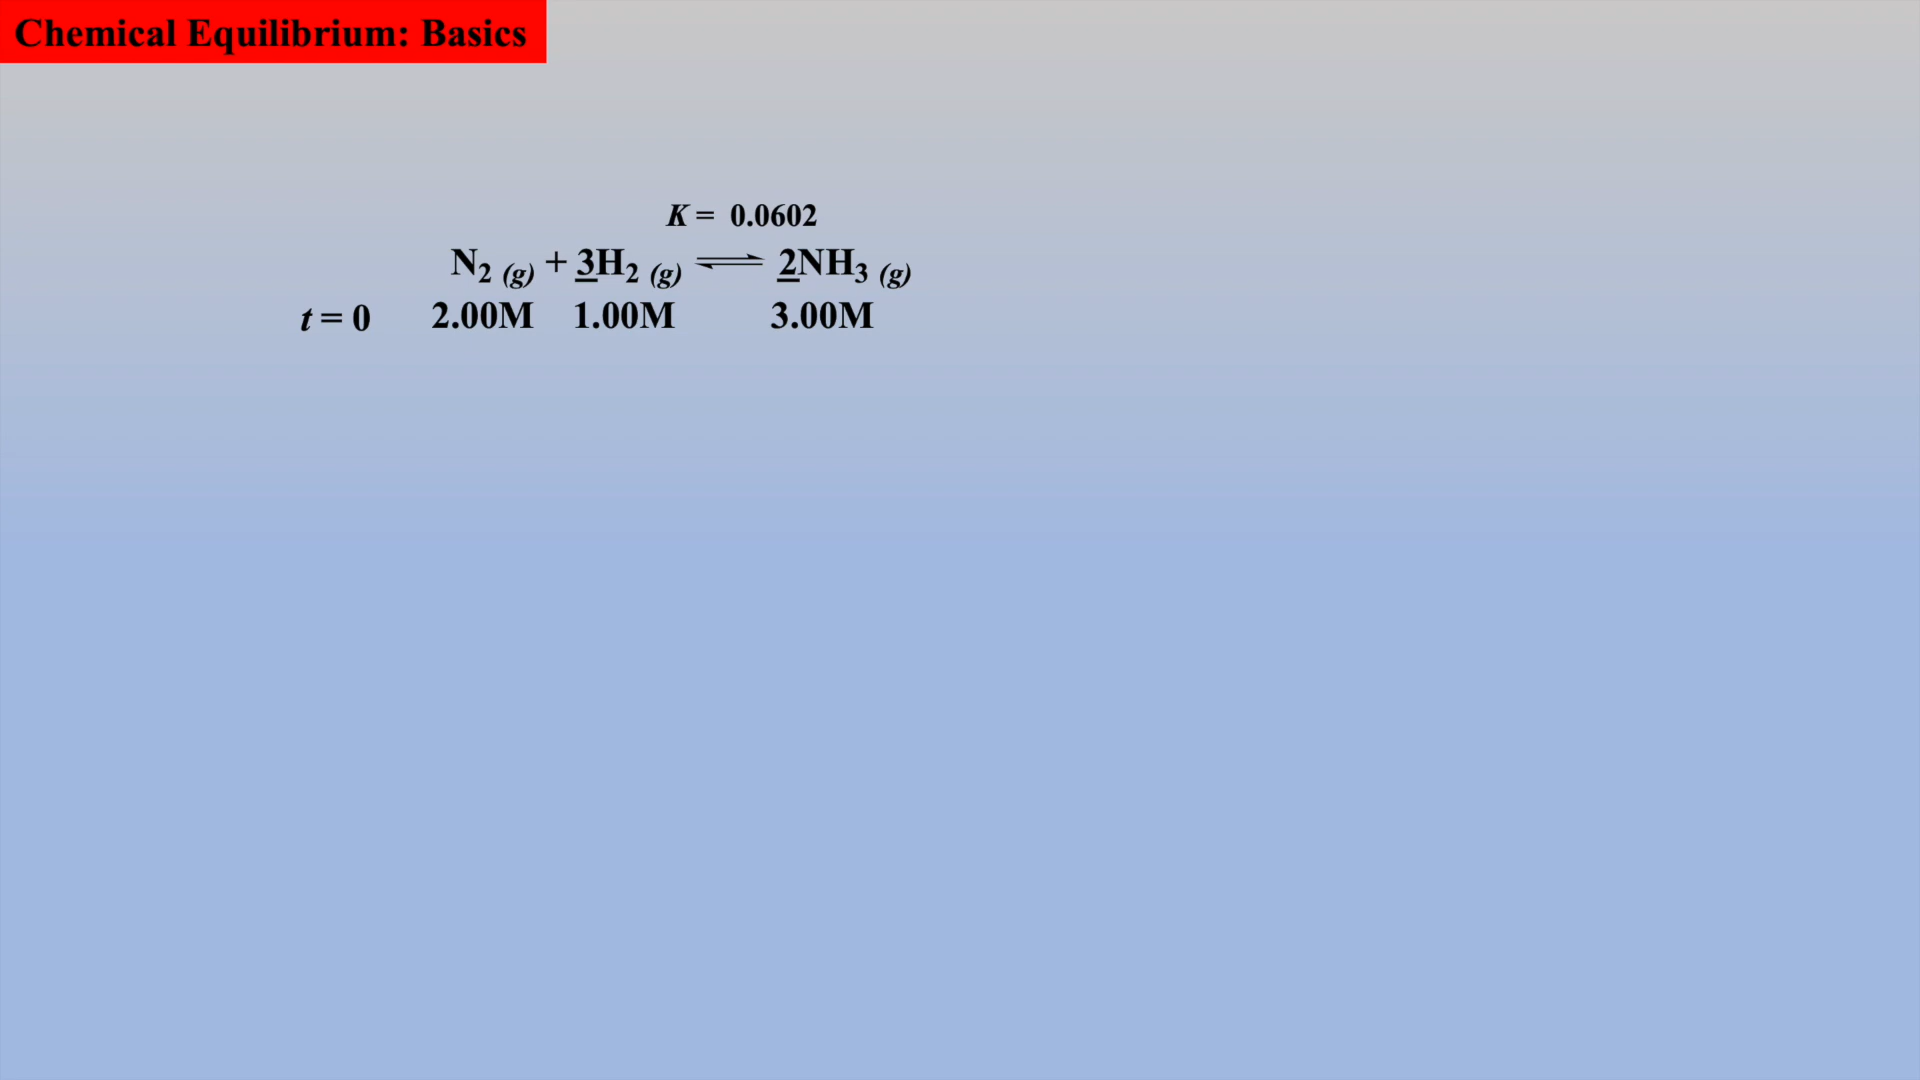 Chemical Equilibrium: Basics
K = 0.0602
N2 (g) + 3H2 (g) ⇌ 2NH3 (g)
t = 0 2.00M 1.00M 3.00M